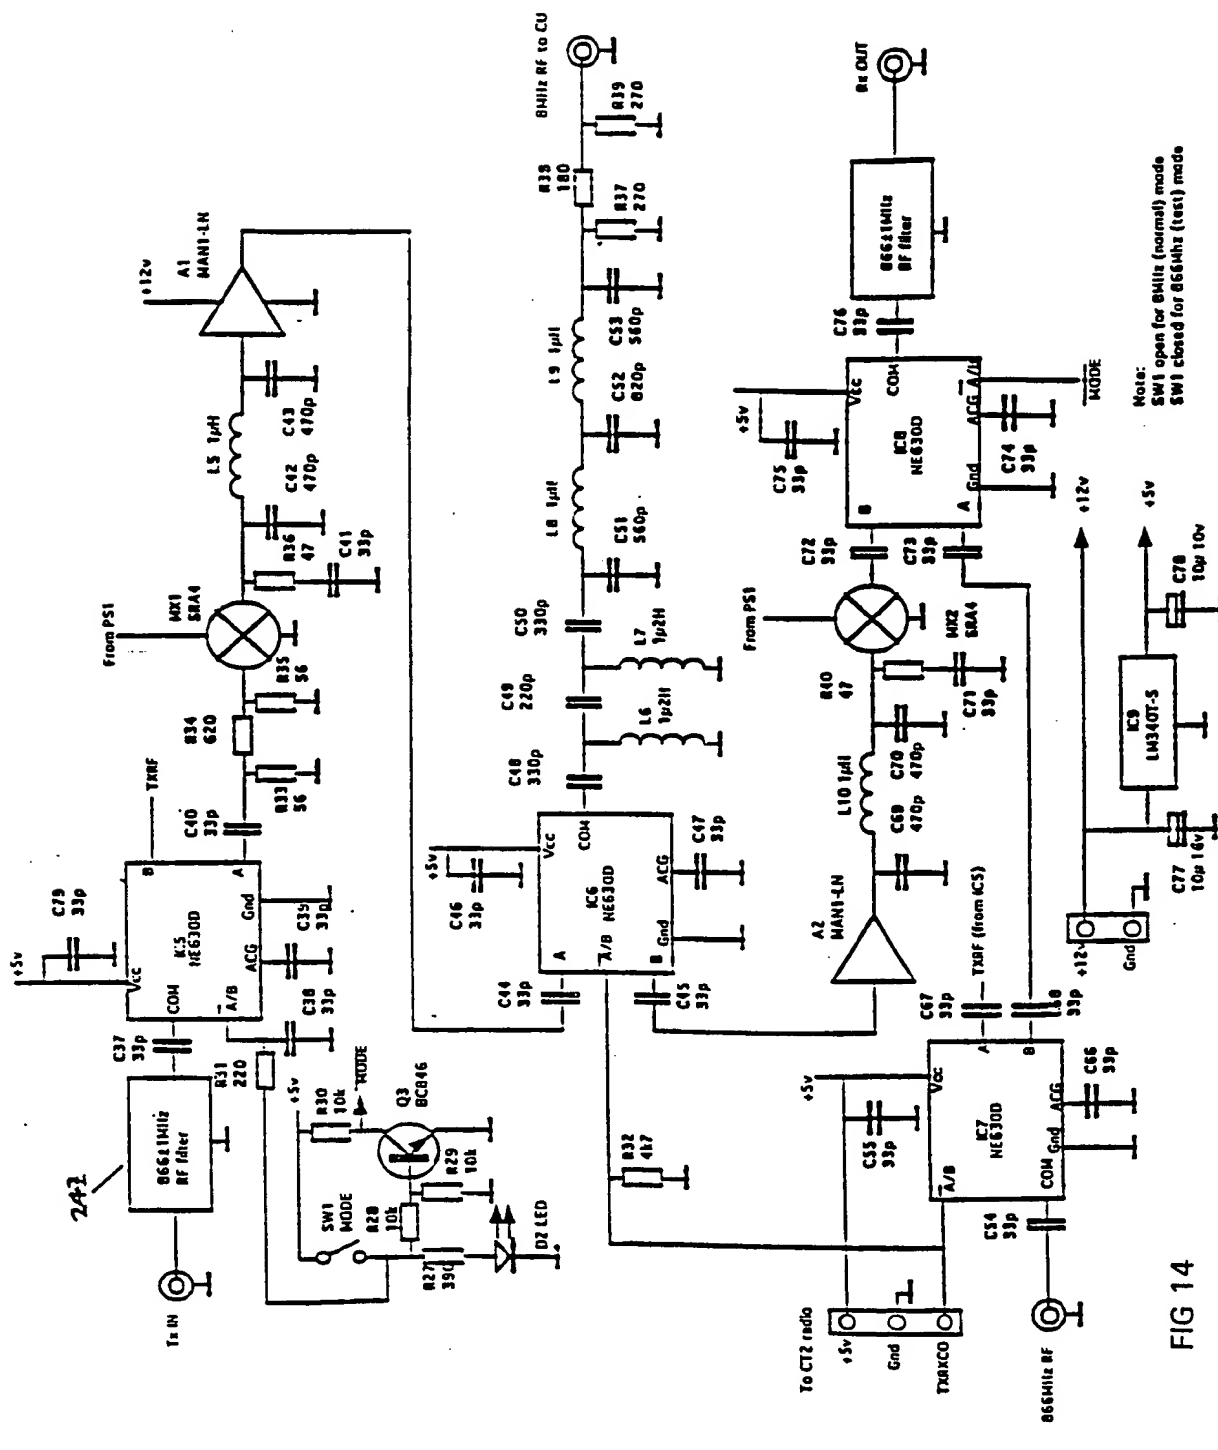 Tx IN
242
866±1MHz
RF filter
C37
33p
+5v
C79
33p
Vcc
COM
IC5
NE630D
A/B
ACG
Gnd
B
A
TXRF
C38
33p
C39
33p
R31
220
C40
33p
R33
56
R34
620
R35
56
From PS1
MX1
SRA4
R36
47
C41
33p
L5 1µH
C42
470p
C43
470p
+12v
A1
MAN1-LN
+5v
R30
10k
MODE
SW1
MODE
Q3
BC846
R28
10k
R29
10k
R27
390
D2 LED
C44
33p
+5v
C46
33p
Vcc
COM
A
IC6
NE630D
A/B
ACG
Gnd
B
C47
33p
C45
33p
R32
4k7
C48
330p
L6
1µ2H
C49
220p
L7
1µ2H
C50
330p
C51
560p
L8 1µH
C52
820p
L9 1µH
C53
560p
R37
270
R38
180
R39
270
8MHz RF to CU
A2
MAN1-LN
C69
470p
L10 1µH
C70
470p
R40
47
C71
33p
From PS1
MX2
SRA4
C72
33p
C73
33p
+5v
C75
33p
Vcc
COM
B
IC8
NE630D
A
Gnd
ACG
A/B
C74
33p
MODE
C76
33p
866±1MHz
RF filter
Rx OUT
To CT2 radio
+5v
Gnd
TXRXCO
866MHz RF
C54
33p
+5v
C55
33p
Vcc
A/B
IC7
NE630D
COM
Gnd
ACG
A
B
C66
33p
C67
33p
TXRF (from IC5)
C68
33p
+12v
Gnd
C77
10µ 16v
IC9
LM340T-5
C78
10µ 10v
+12v
+5v
Note:
SW1 open for 8MHz (normal) mode
SW1 closed for 866Mhz (test) mode
FIG 14